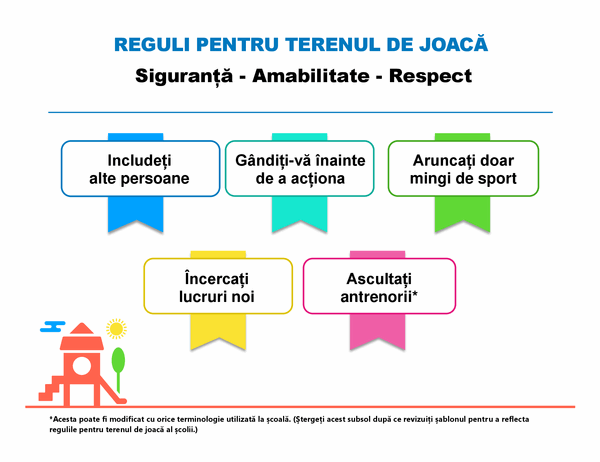 REGULI PENTRU TERENUL DE JOACĂ
Siguranță - Amabilitate - Respect
Includeți
alte persoane
Gândiți-vă înainte
de a acționa
Aruncați doar
mingi de sport
Încercați
lucruri noi
Ascultați
antrenorii*
*Acesta poate fi modificat cu orice terminologie utilizată la școală. (Ștergeți acest subsol după ce revizuiți șablonul pentru a reflecta
regulile pentru terenul de joacă al școlii.)